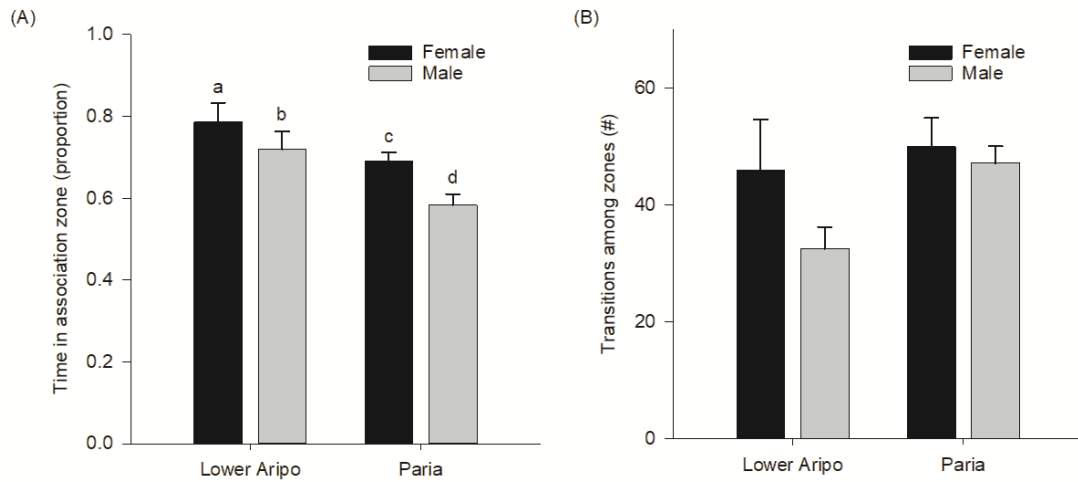 (A)
Time in association zone (proportion)
1.0
0.8
0.6
0.4
0.2
0.0
Female
Male
a
b
c
d
Lower Aripo
Paria
(B)
Transitions among zones (#)
60
40
20
0
Female
Male
Lower Aripo
Paria